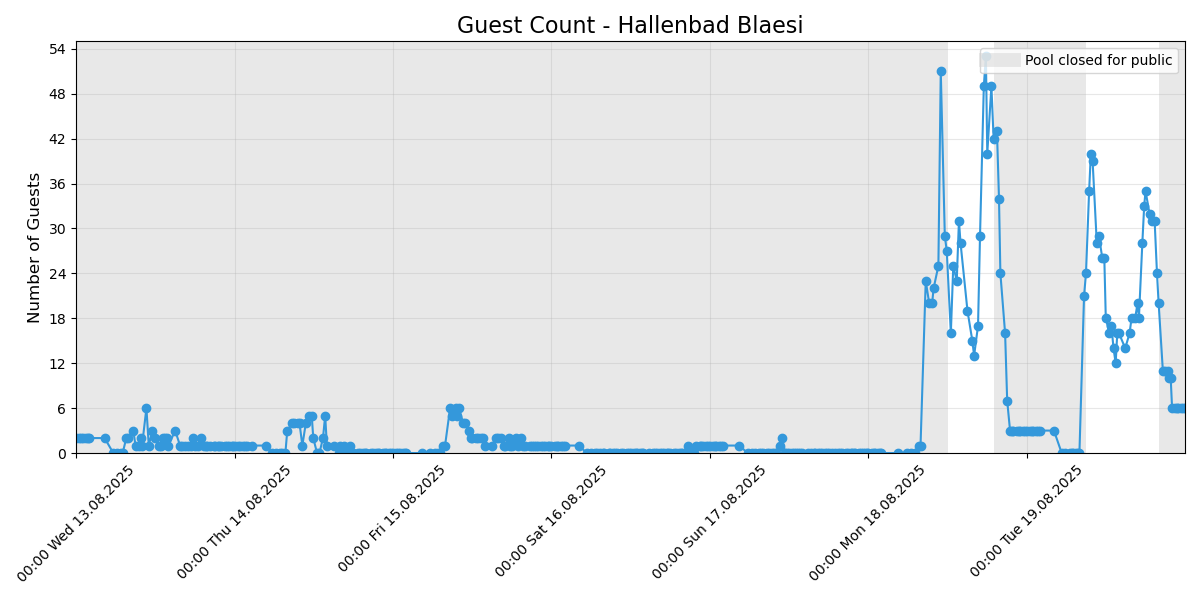 Guest Count - Hallenbad Blaesi
Pool closed for public
Number of Guests
54
48
42
36
30
24
18
12
6
0
00:00 Wed 13.08.2025
00:00 Thu 14.08.2025
00:00 Fri 15.08.2025
00:00 Sat 16.08.2025
00:00 Sun 17.08.2025
00:00 Mon 18.08.2025
00:00 Tue 19.08.2025